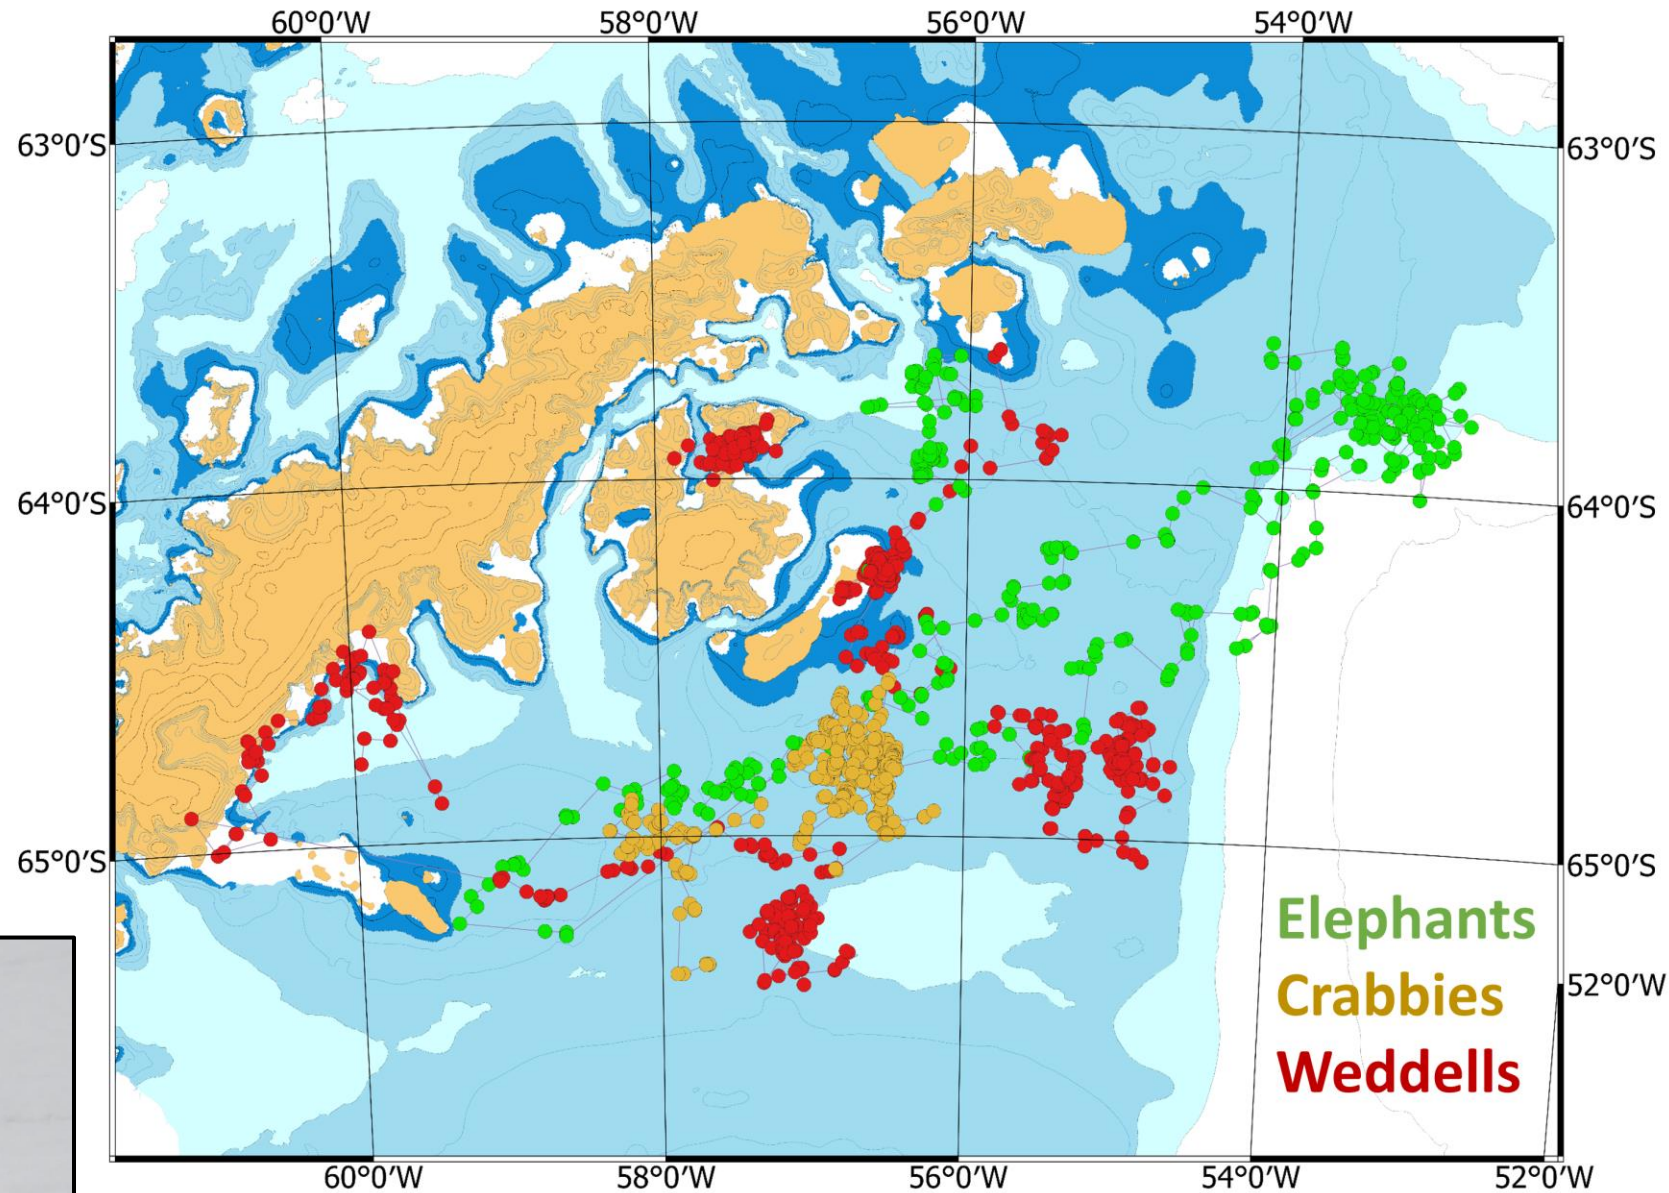 60°0′W 58°0′W 56°0′W 54°0′W
63°0′S 63°0′S
64°0′S 64°0′S
65°0′S 65°0′S
Elephants
Crabbies
52°0′W
Weddells
60°0′W 58°0′W 56°0′W 54°0′W 52°0′W